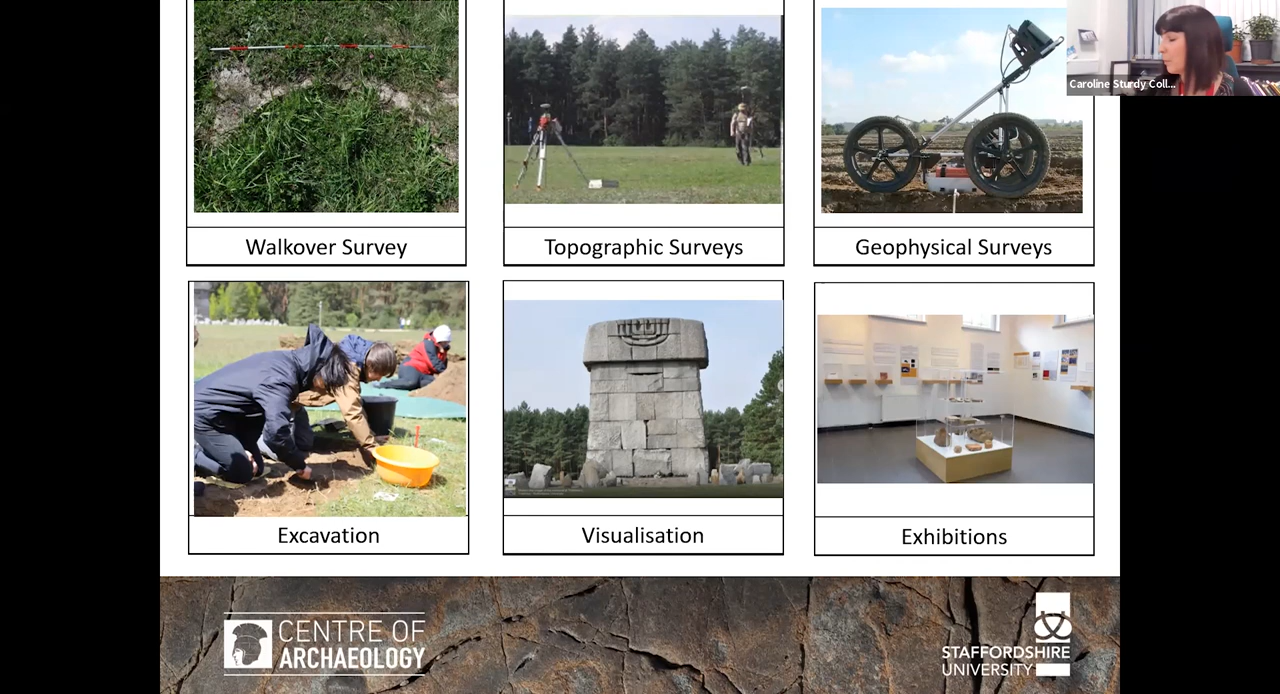 Caroline Sturdy Coll...
Walkover Survey
Topographic Surveys
Geophysical Surveys
Excavation
Visualisation
Exhibitions
CENTRE OF
ARCHAEOLOGY
STAFFORDSHIRE
UNIVERSITY